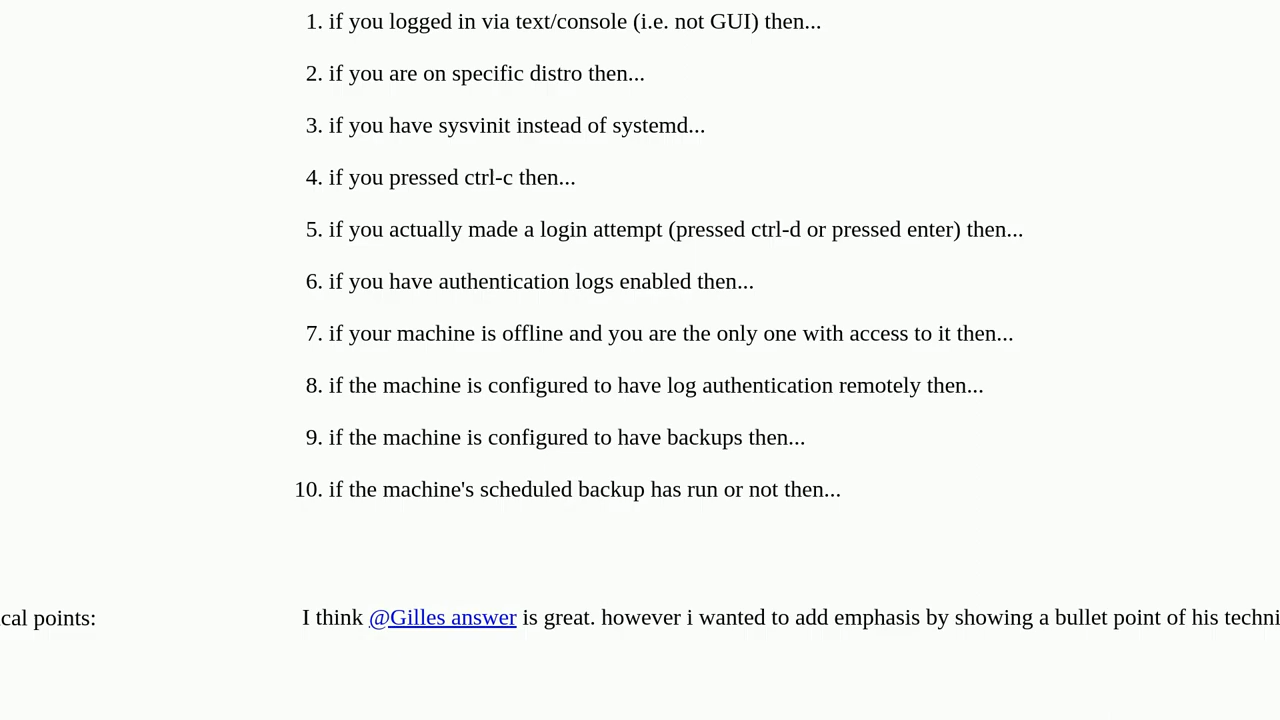 1. if you logged in via text/console (i.e. not GUI) then...
2. if you are on specific distro then...
3. if you have sysvinit instead of systemd...
4. if you pressed ctrl-c then...
5. if you actually made a login attempt (pressed ctrl-d or pressed enter) then...
6. if you have authentication logs enabled then...
7. if your machine is offline and you are the only one with access to it then...
8. if the machine is configured to have log authentication remotely then...
9. if the machine is configured to have backups then...
10. if the machine's scheduled backup has run or not then...
cal points:
I think @Gilles answer is great. however i wanted to add emphasis by showing a bullet point of his techni